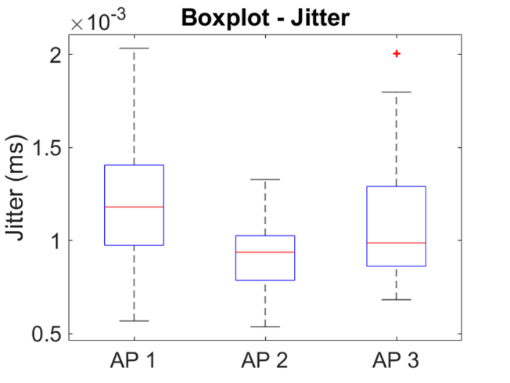 ×10⁻³
Boxplot - Jitter
2
1.5
1
0.5
Jitter (ms)
AP 1
AP 2
AP 3